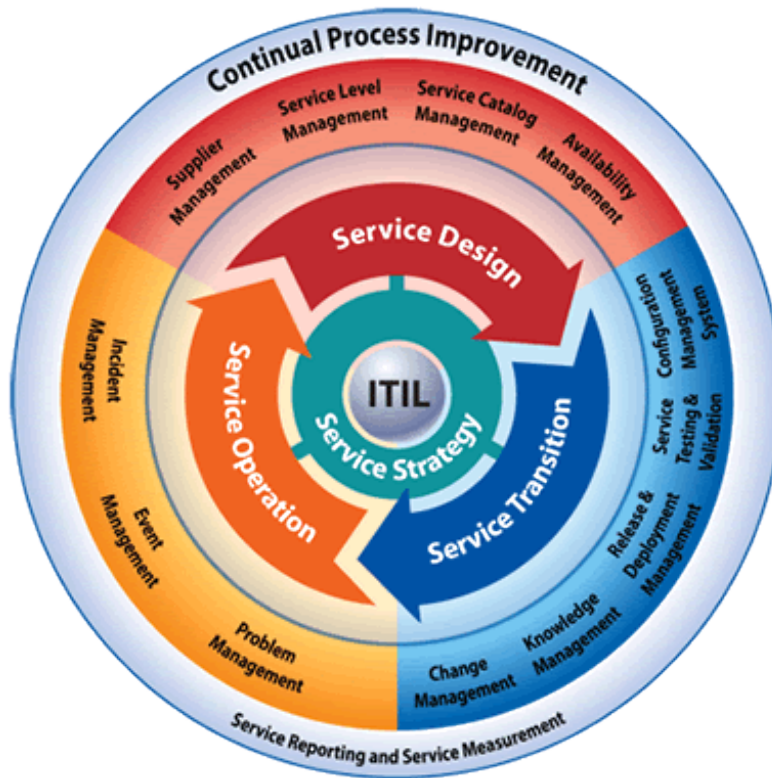 Continual Process Improvement
Supplier
Management
Service Level
Management
Service Catalog
Management
Availability
Management
Configuration
Management
System
Service
Testing &
Validation
Release &
Deployment
Management
Knowledge
Management
Change
Management
Problem
Management
Event
Management
Incident
Management
Service Design
Service Transition
Service Operation
Service Strategy
ITIL
Service Reporting and Service Measurement